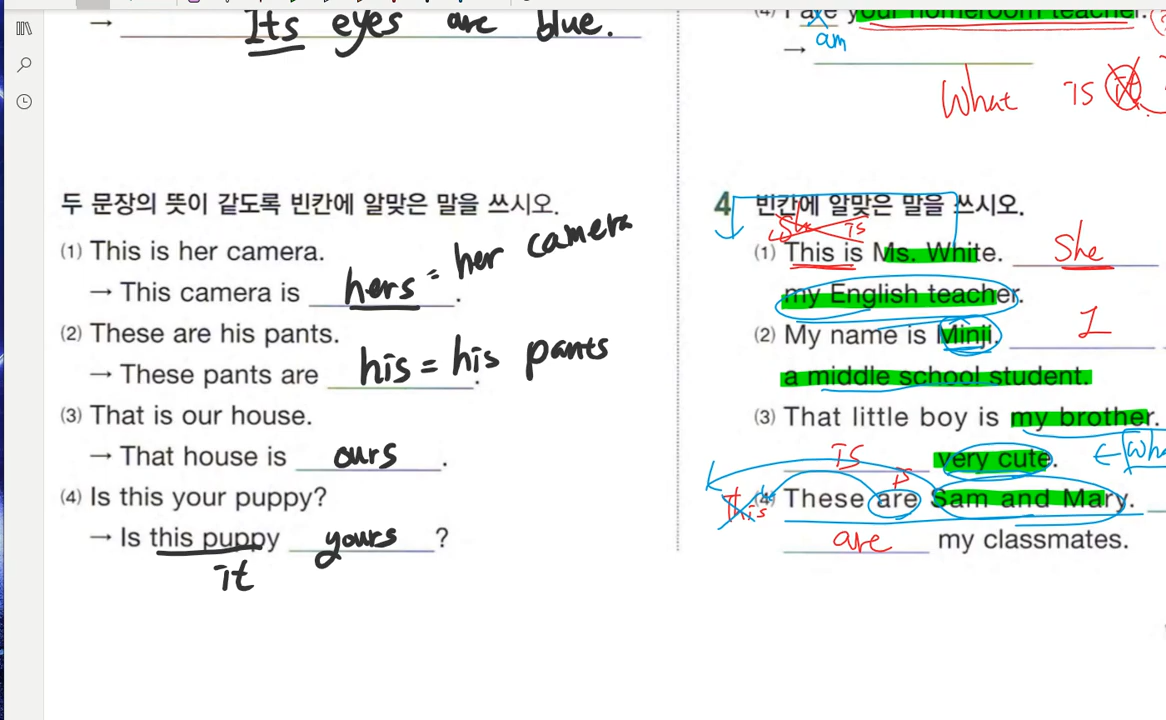 → Its eyes are blue.
두 문장의 뜻이 같도록 빈칸에 알맞은 말을 쓰시오.
(1) This is her camera.
→ This camera is hers = her camera.
(2) These are his pants.
→ These pants are his = his pants.
(3) That is our house.
→ That house is ours.
(4) Is this your puppy?
→ Is this puppy yours?
it
your homeroom teacher.
am
→
What is it
4 빈칸에 알맞은 말을 쓰시오.
She is
(1) This is Ms. White. She
my English teacher.
(2) My name is Minji. I
a middle school student.
(3) That little boy is my brother.
is very cute.
this
(4) These are Sam and Mary.
are my classmates.